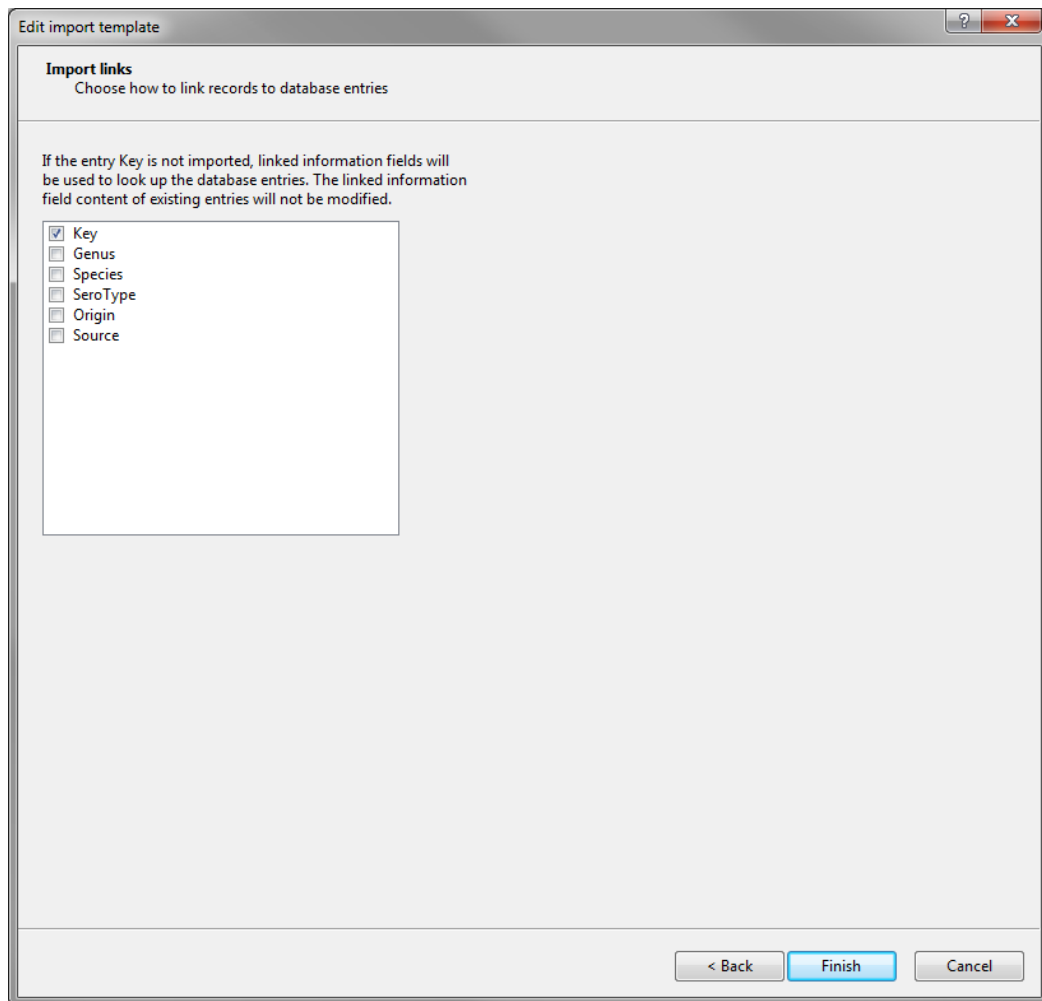 Edit import template
?
x
Import links
Choose how to link records to database entries
If the entry Key is not imported, linked information fields will
be used to look up the database entries. The linked information
field content of existing entries will not be modified.
Key
Genus
Species
SeroType
Origin
Source
< Back
Finish
Cancel